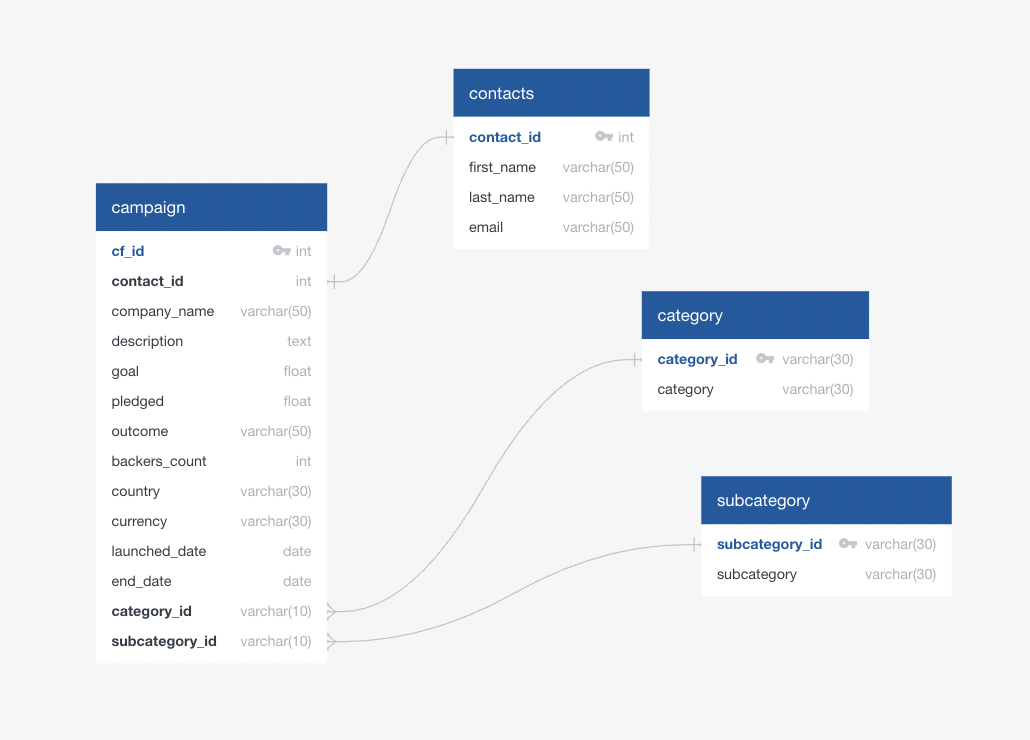 contacts
contact_id int
first_name varchar(50)
last_name varchar(50)
email varchar(50)
campaign
cf_id int
contact_id int
company_name varchar(50)
description text
goal float
pledged float
outcome varchar(50)
backers_count int
country varchar(30)
currency varchar(30)
launched_date date
end_date date
category_id varchar(10)
subcategory_id varchar(10)
category
category_id varchar(30)
category varchar(30)
subcategory
subcategory_id varchar(30)
subcategory varchar(30)